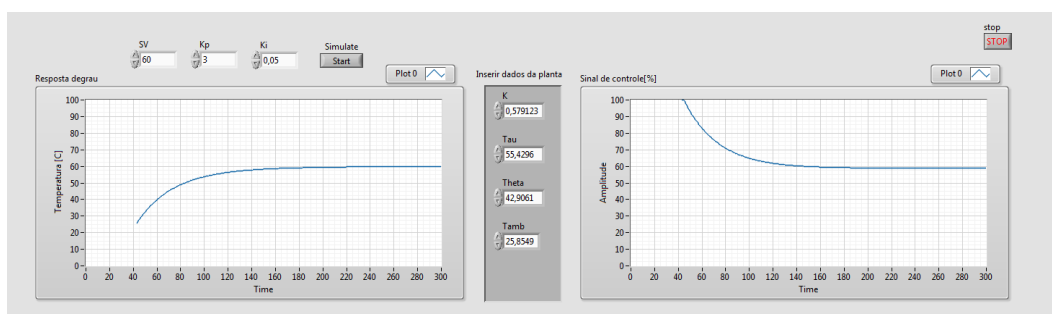 stop
STOP
SV
60
Kp
3
Ki
0,05
Simulate
Start
Resposta degrau
Plot 0
Temperatura [C]
100
90
80
70
60
50
40
30
20
10
0
0 20 40 60 80 100 120 140 160 180 200 220 240 260 280 300
Time
Inserir dados da planta
K
0,579123
Tau
55,4296
Theta
42,9061
Tamb
25,8549
Sinal de controle[%]
Plot 0
Amplitude
100
90
80
70
60
50
40
30
20
10
0
0 20 40 60 80 100 120 140 160 180 200 220 240 260 280 300
Time